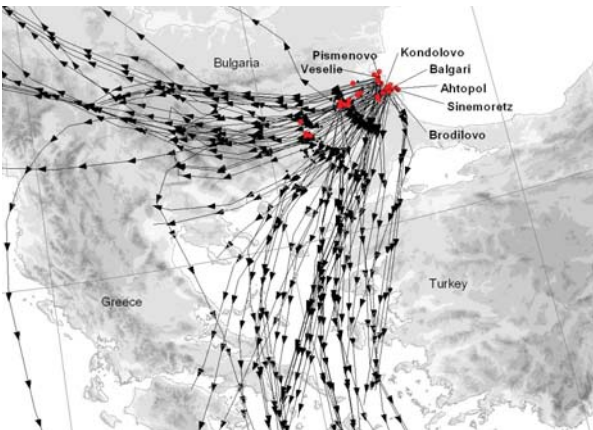 Pismenovo
Kondolovo
Bulgaria
Veselie
Balgari
Ahtopol
Sinemoretz
Brodilovo
Turkey
Greece